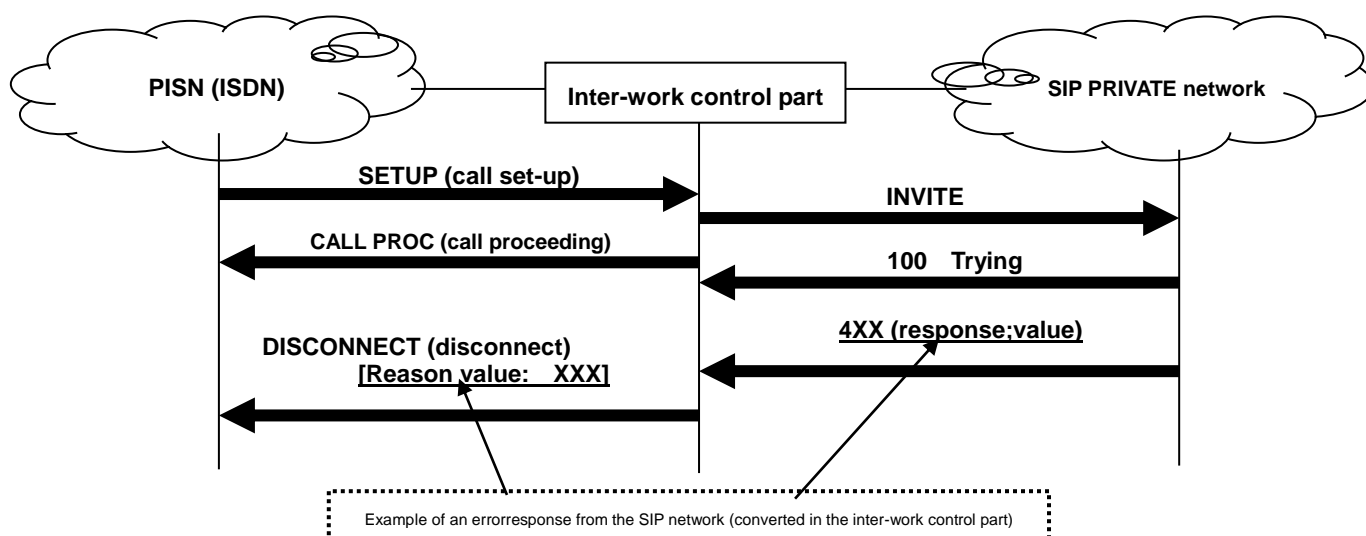 PISN (ISDN)
Inter-work control part
SIP PRIVATE network
SETUP (call set-up)
INVITE
CALL PROC (call proceeding)
100 Trying
4XX (response;value)
DISCONNECT (disconnect)
[Reason value: XXX]
Example of an errorresponse from the SIP network (converted in the inter-work control part)